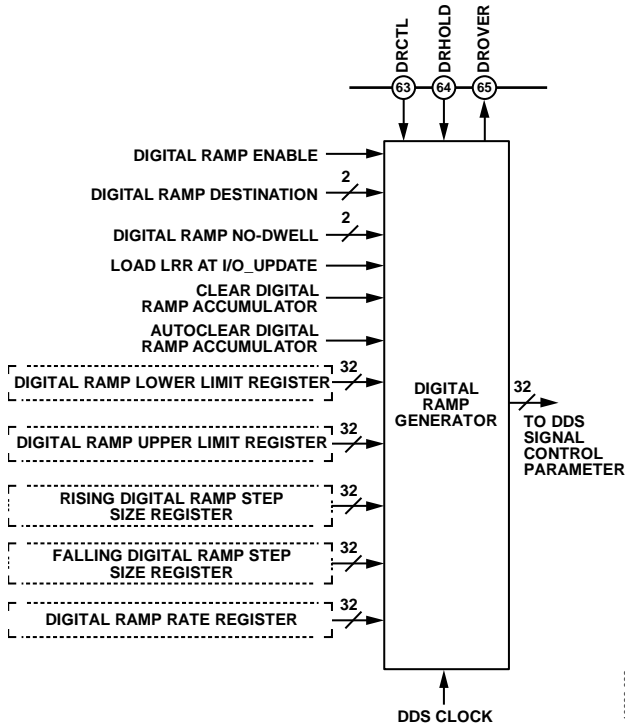 DRCTL
DRHOLD
DROVER
63
64
65
DIGITAL RAMP ENABLE
2
DIGITAL RAMP DESTINATION
2
DIGITAL RAMP NO-DWELL
LOAD LRR AT I/O_UPDATE
CLEAR DIGITAL
RAMP ACCUMULATOR
AUTOCLEAR DIGITAL
RAMP ACCUMULATOR
32
DIGITAL RAMP LOWER LIMIT REGISTER
32
DIGITAL RAMP UPPER LIMIT REGISTER
32
RISING DIGITAL RAMP STEP
SIZE REGISTER
32
FALLING DIGITAL RAMP STEP
SIZE REGISTER
32
DIGITAL RAMP RATE REGISTER
DIGITAL
RAMP
GENERATOR
32
TO DDS
SIGNAL
CONTROL
PARAMETER
DDS CLOCK